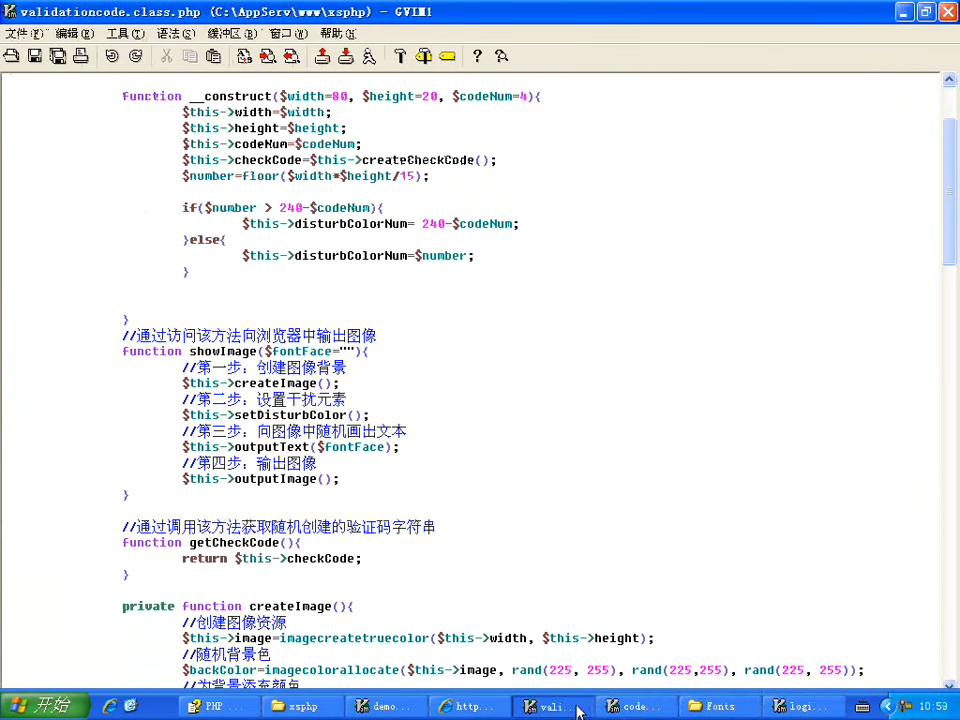 validationcode.class.php (C:\AppServ\www\xsphp) - GVIM1
文件(F) 编辑(E) 工具(T) 语法(S) 缓冲区(B) 窗口(W) 帮助(H)
function __construct($width=80, $height=20, $codeNum=4){
$this->width=$width;
$this->height=$height;
$this->codeNum=$codeNum;
$this->checkCode=$this->createCheckCode();
$number=floor($width*$height/15);
if($number > 240-$codeNum){
$this->disturbColorNum= 240-$codeNum;
}else{
$this->disturbColorNum=$number;
}
}
//通过访问该方法向浏览器中输出图像
function showImage($fontFace=""){
//第一步：创建图像背景
$this->createImage();
//第二步：设置干扰元素
$this->setDisturbColor();
//第三步：向图像中随机画出文本
$this->outputText($fontFace);
//第四步：输出图像
$this->outputImage();
}
//通过调用该方法获取随机创建的验证码字符串
function getCheckCode(){
return $this->checkCode;
}
private function createImage(){
//创建图像资源
$this->image=imagecreatetruecolor($this->width, $this->height);
//随机背景色
$backColor=imagecolorallocate($this->image, rand(225, 255), rand(225,255), rand(225, 255));
//为背景添充颜色
开始 PHP ... xsphp demo... http... vali... code... Fonts logi... 10:59